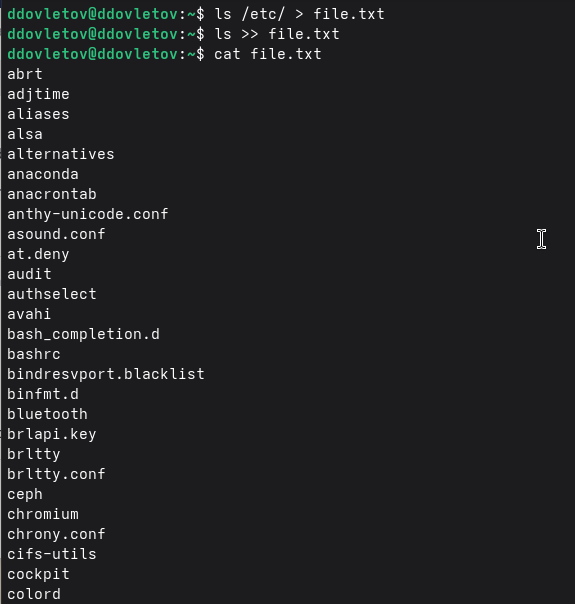 ddovletov@ddovletov:~$ ls /etc/ > file.txt
ddovletov@ddovletov:~$ ls >> file.txt
ddovletov@ddovletov:~$ cat file.txt
abrt
adjtime
aliases
alsa
alternatives
anaconda
anacrontab
anthy-unicode.conf
asound.conf
at.deny
audit
authselect
avahi
bash_completion.d
bashrc
bindresvport.blacklist
binfmt.d
bluetooth
brlapi.key
brltty
brltty.conf
ceph
chromium
chrony.conf
cifs-utils
cockpit
colord